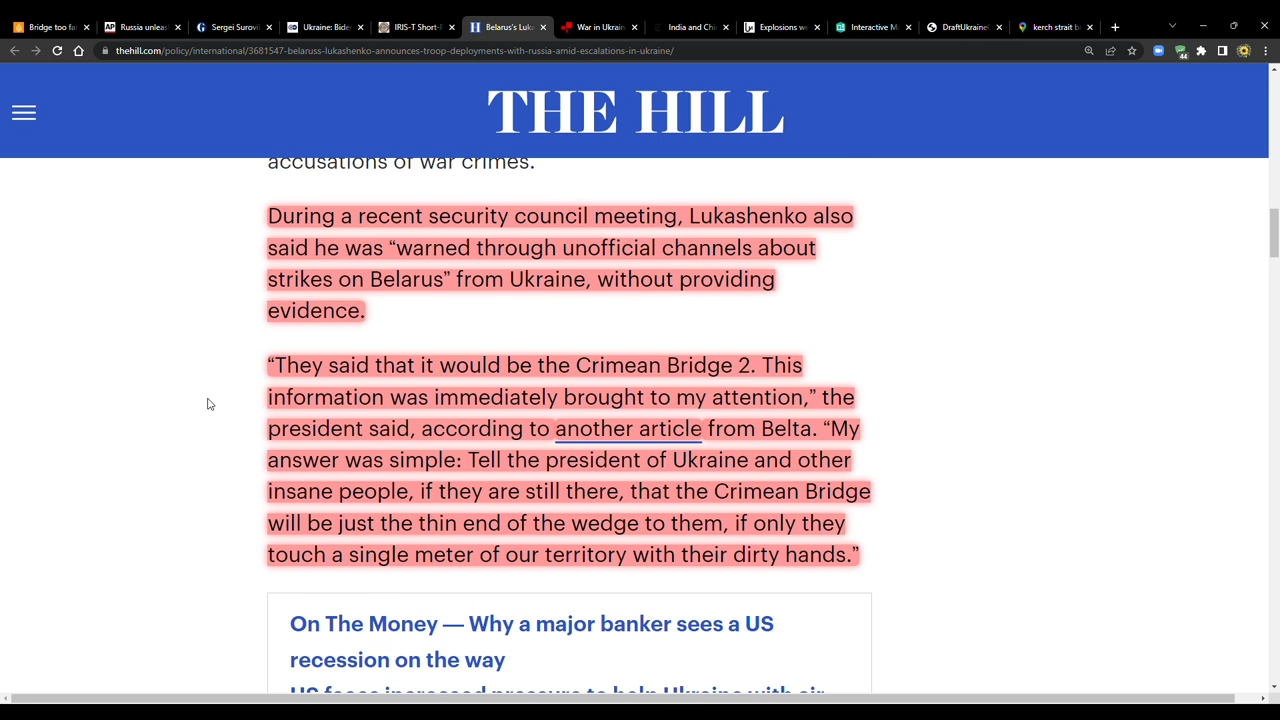 Bridge too fa
Russia unleas
Sergei Surovi
Ukraine: Bide
IRIS-T Short-
Belarus's Luk
War in Ukrai
India and Chi
Explosions we
Interactive M
DraftUkraine
kerch strait b
thehill.com/policy/international/3681547-belaruss-lukashenko-announces-troop-deployments-with-russia-amid-escalations-in-ukraine/
44
THE HILL
accusations of war crimes.
During a recent security council meeting, Lukashenko also
said he was “warned through unofficial channels about
strikes on Belarus” from Ukraine, without providing
evidence.
“They said that it would be the Crimean Bridge 2. This
information was immediately brought to my attention,” the
president said, according to another article from Belta. “My
answer was simple: Tell the president of Ukraine and other
insane people, if they are still there, that the Crimean Bridge
will be just the thin end of the wedge to them, if only they
touch a single meter of our territory with their dirty hands.”
On The Money — Why a major banker sees a US
recession on the way
US faces increased pressure to help Ukraine with air